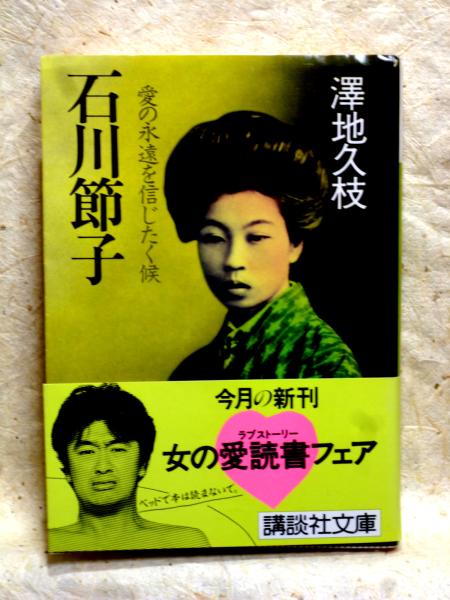 澤地久枝
愛の永遠を信じたく候
石川節子
今月の新刊
ラブストーリー
女の愛読書フェア
ベッドで本は読まないで。
講談社文庫